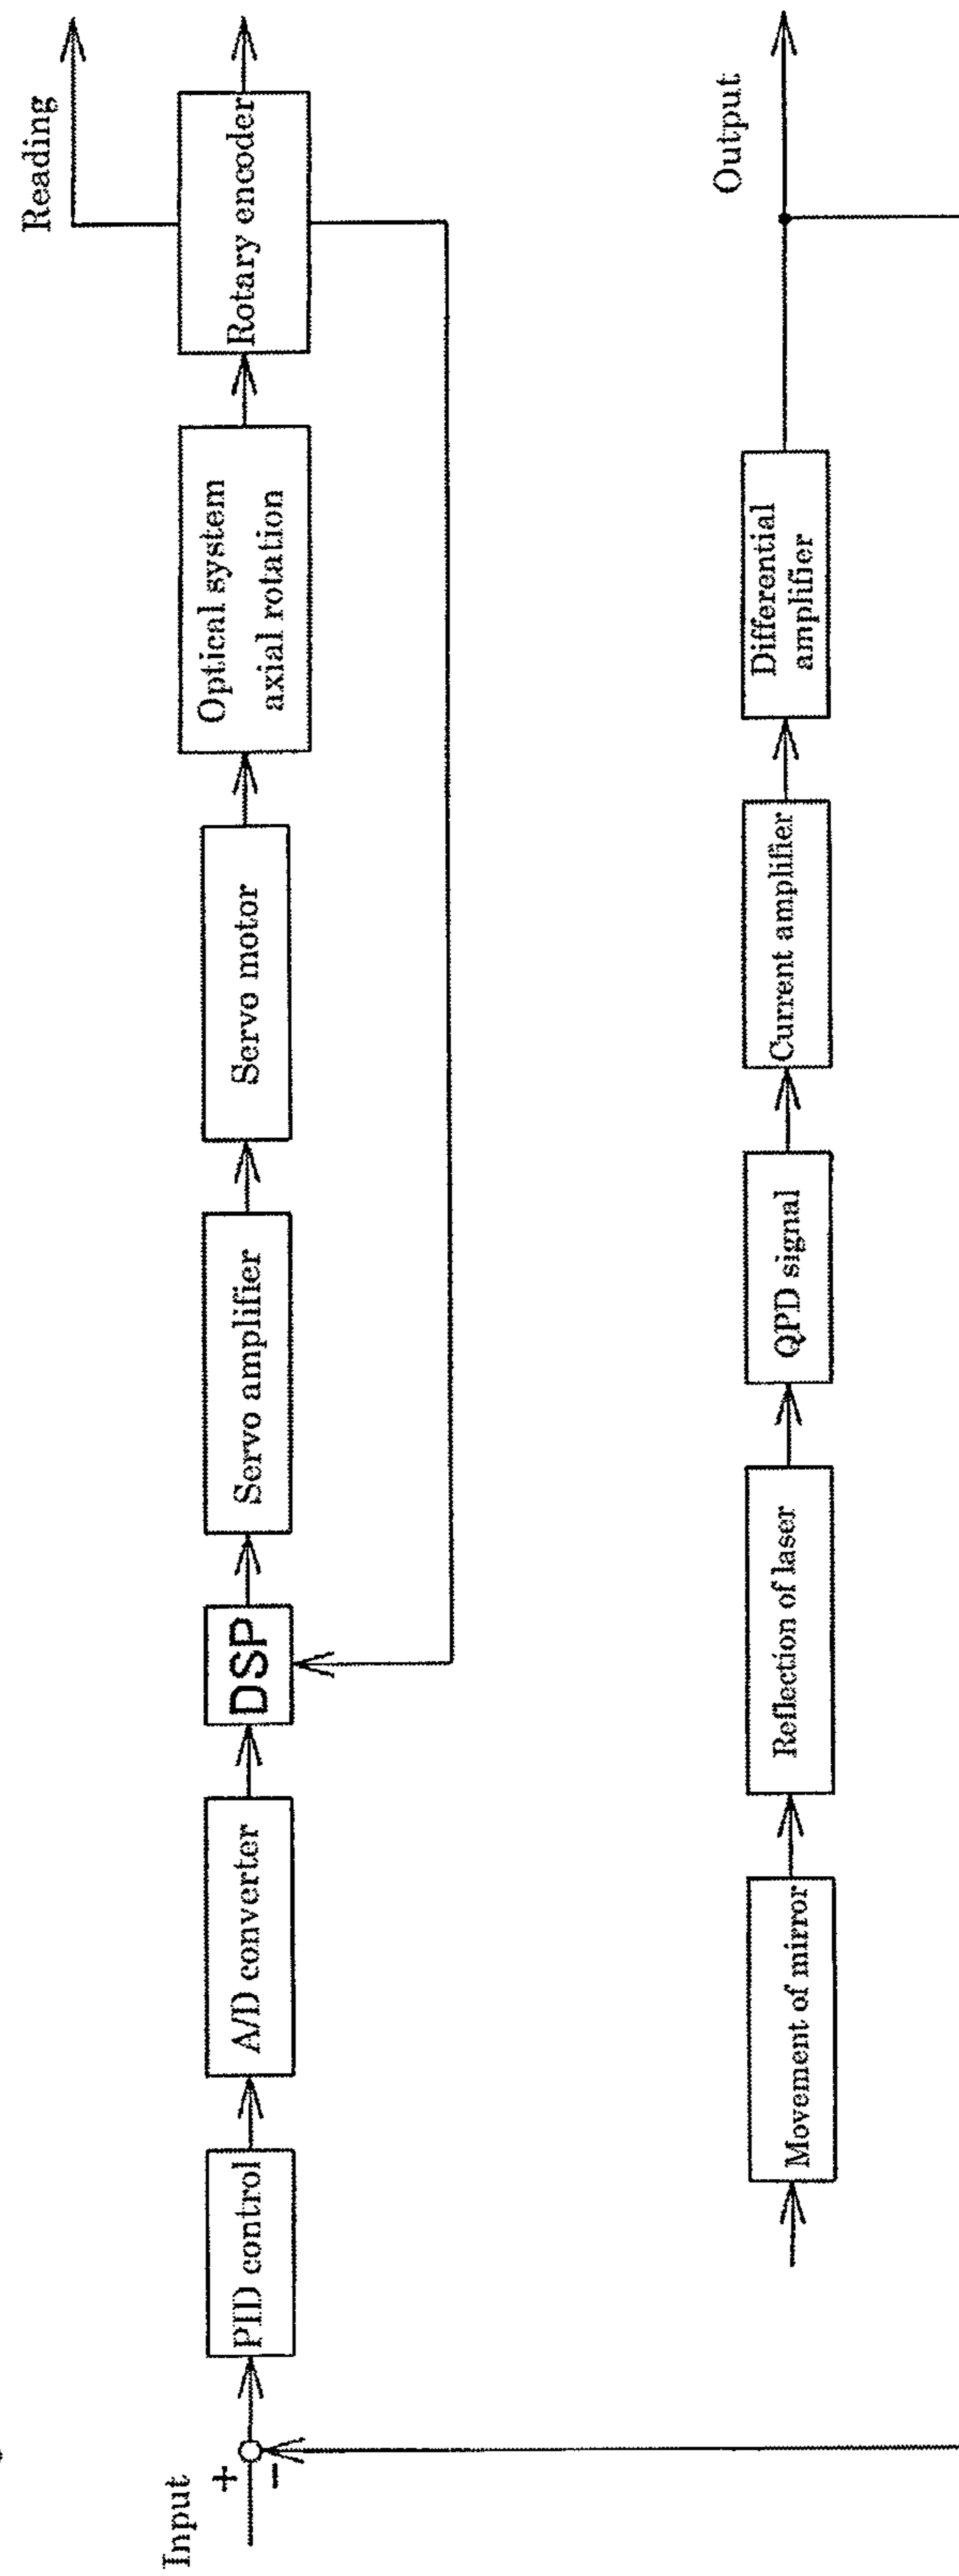 Reading
Input
+
−
PID control
A/D converter
DSP
Servo amplifier
Servo motor
Optical system
axial rotation
Rotary encoder
Movement of mirror
Reflection of laser
QPD signal
Current amplifier
Differential
amplifier
Output